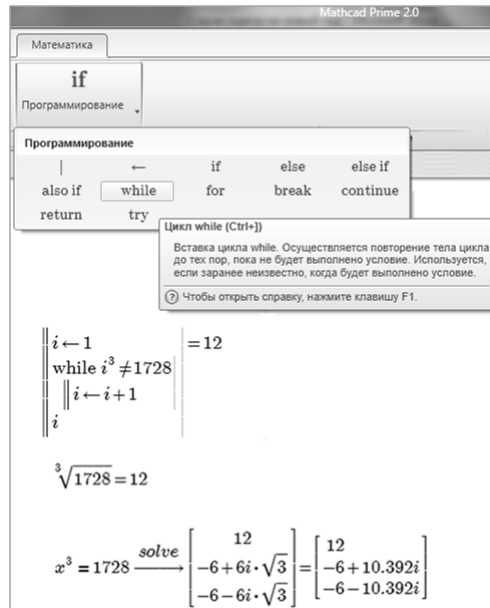 Mathcad Prime 2.0
Математика
if
Программирование
Программирование
| ← if else else if
also if while for break continue
return try
Цикл while (Ctrl+])
Вставка цикла while. Осуществляется повторение тела цикла
до тех пор, пока не будет выполнено условие. Используется,
если заранее неизвестно, когда будет выполнено условие.
? Чтобы открыть справку, нажмите клавишу F1.
i ← 1 = 12
while i³ ≠ 1728
i ← i + 1
i
∛1728 = 12
x³ = 1728 solve → [12; −6 + 6i·√3; −6 − 6i·√3] = [12; −6 + 10.392i; −6 − 10.392i]